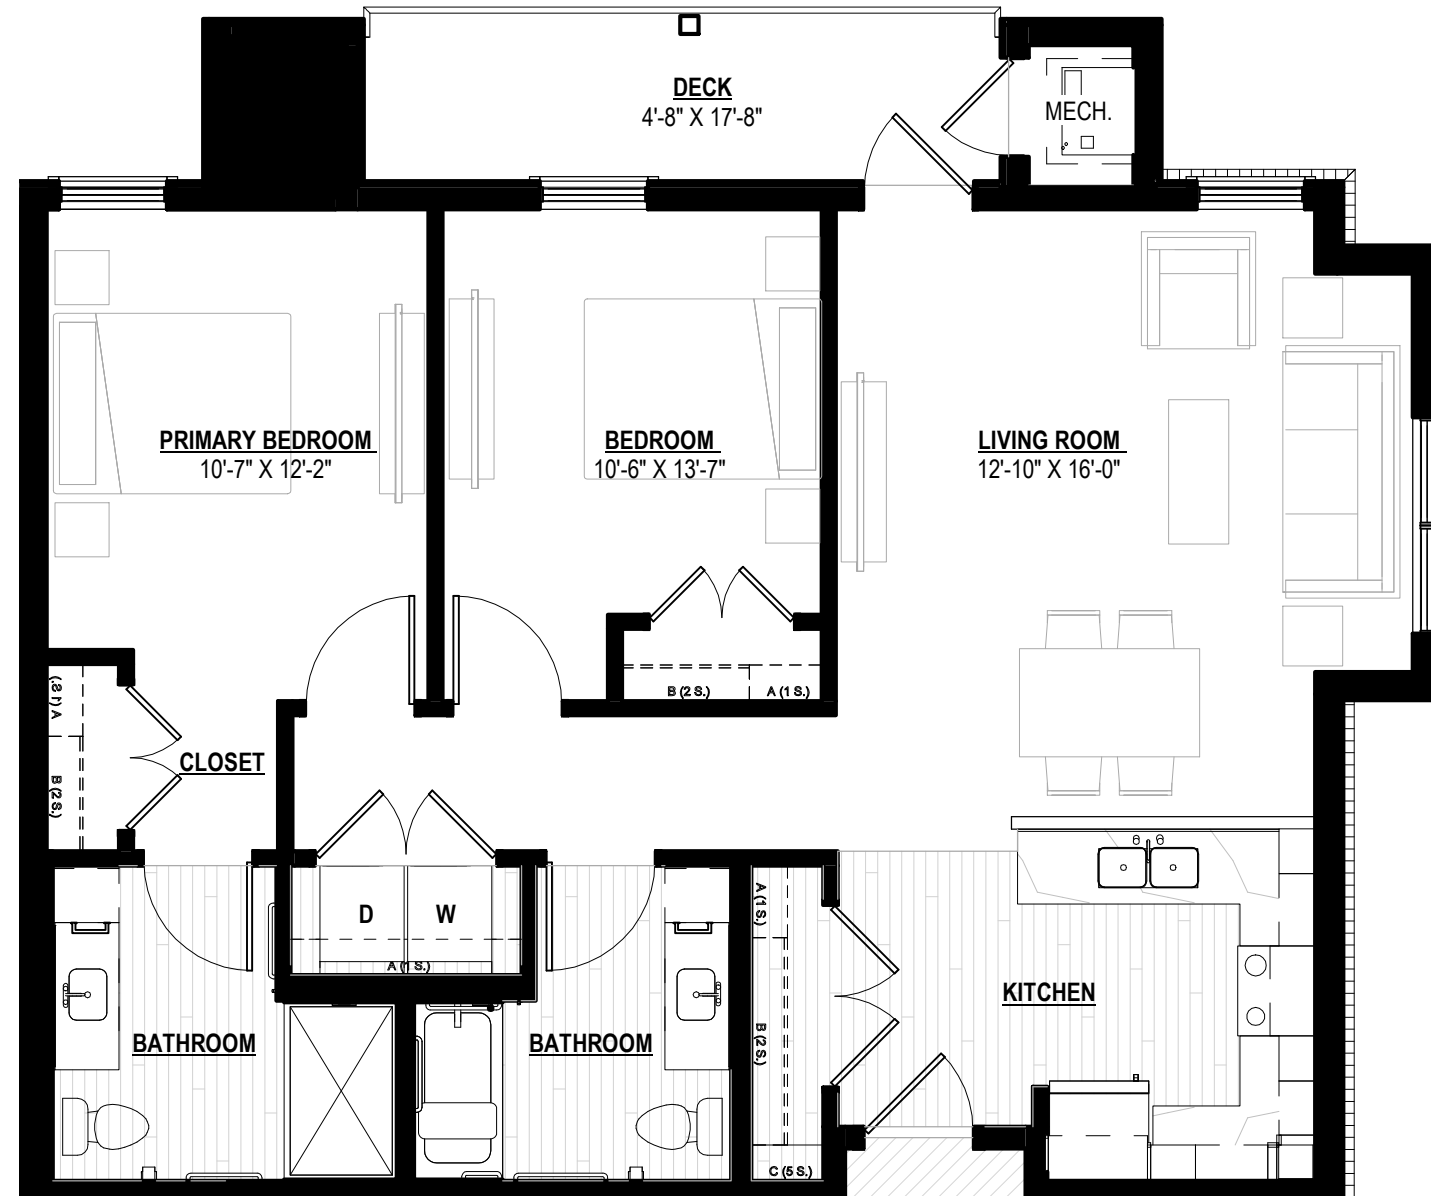 DECK
4'-8" X 17'-8"
MECH.
PRIMARY BEDROOM
10'-7" X 12'-2"
BEDROOM
10'-6" X 13'-7"
LIVING ROOM
12'-10" X 16'-0"
B (2 S.)
A (1 S.)
A (1 S.)
B (2 S.)
CLOSET
D
W
A (1 S.)
A (1 S.)
B (2 S.)
C (5 S.)
KITCHEN
BATHROOM
BATHROOM